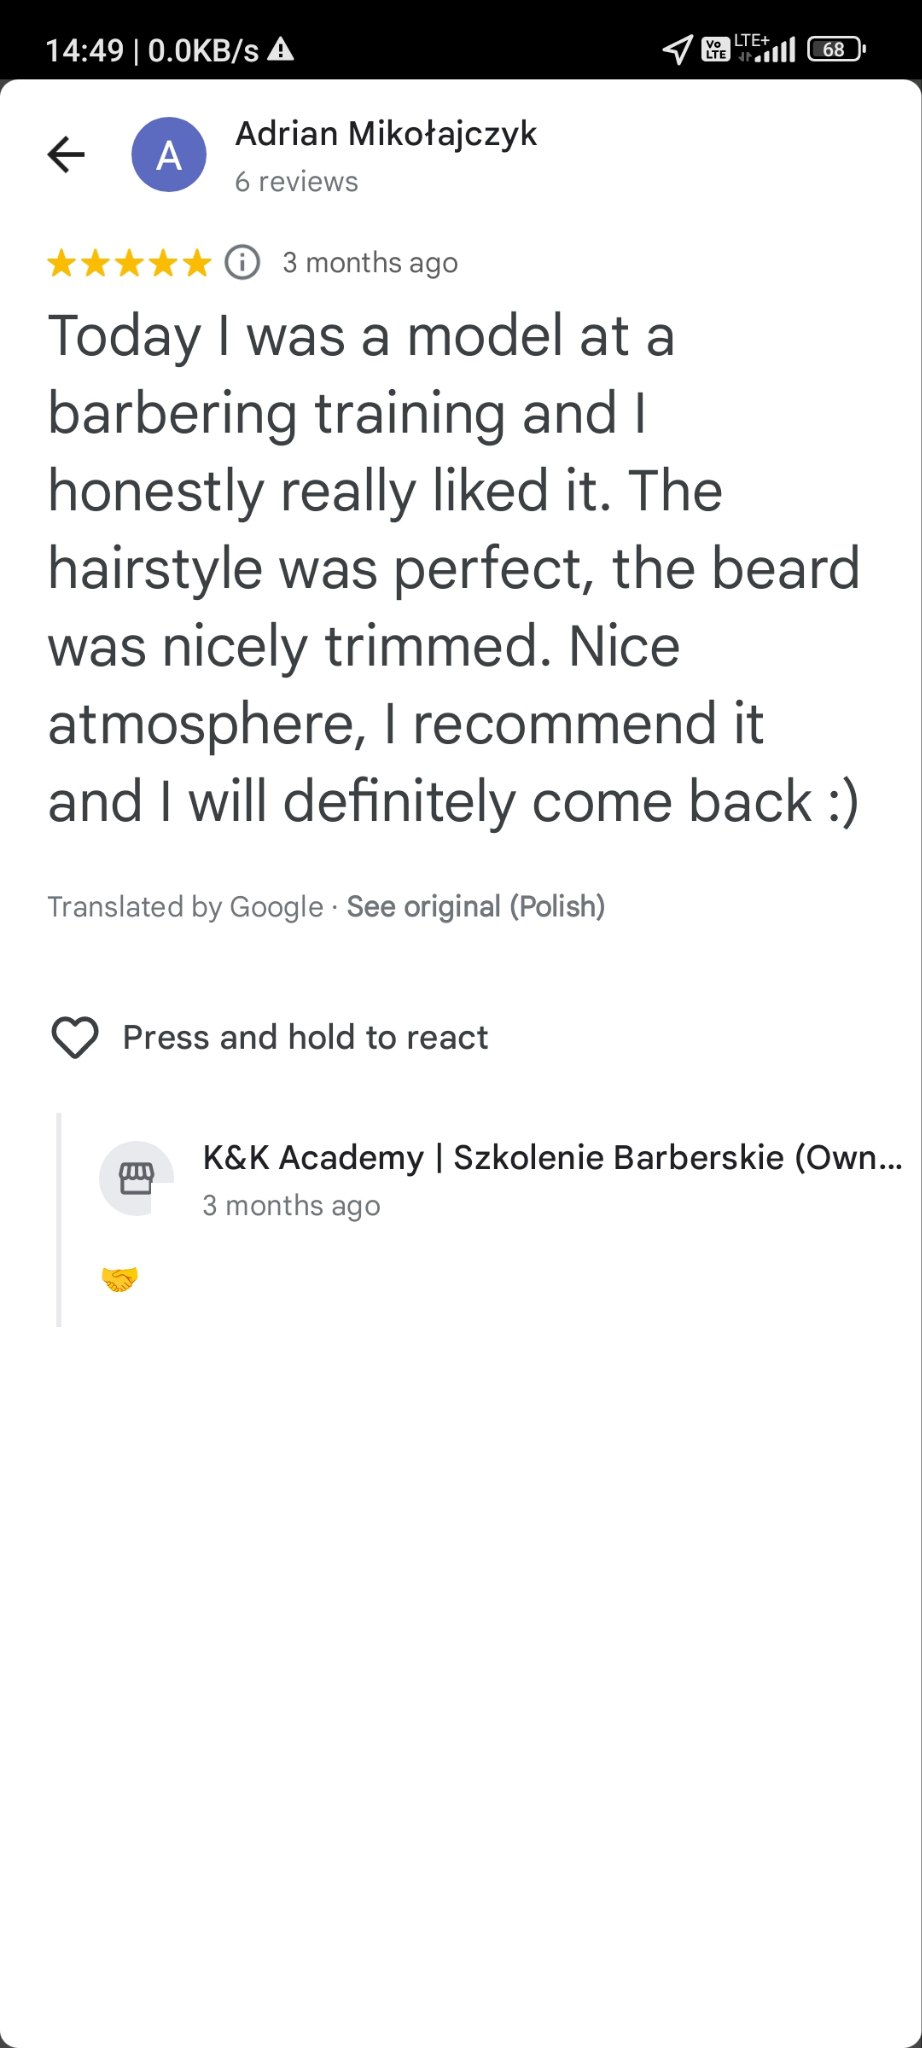 14:49 | 0.0KB/s
Vo LTE LTE+ 68
A
Adrian Mikołajczyk
6 reviews
3 months ago
Today I was a model at a
barbering training and I
honestly really liked it. The
hairstyle was perfect, the beard
was nicely trimmed. Nice
atmosphere, I recommend it
and I will definitely come back :)
Translated by Google · See original (Polish)
Press and hold to react
K&K Academy | Szkolenie Barberskie (Own...
3 months ago
🤝